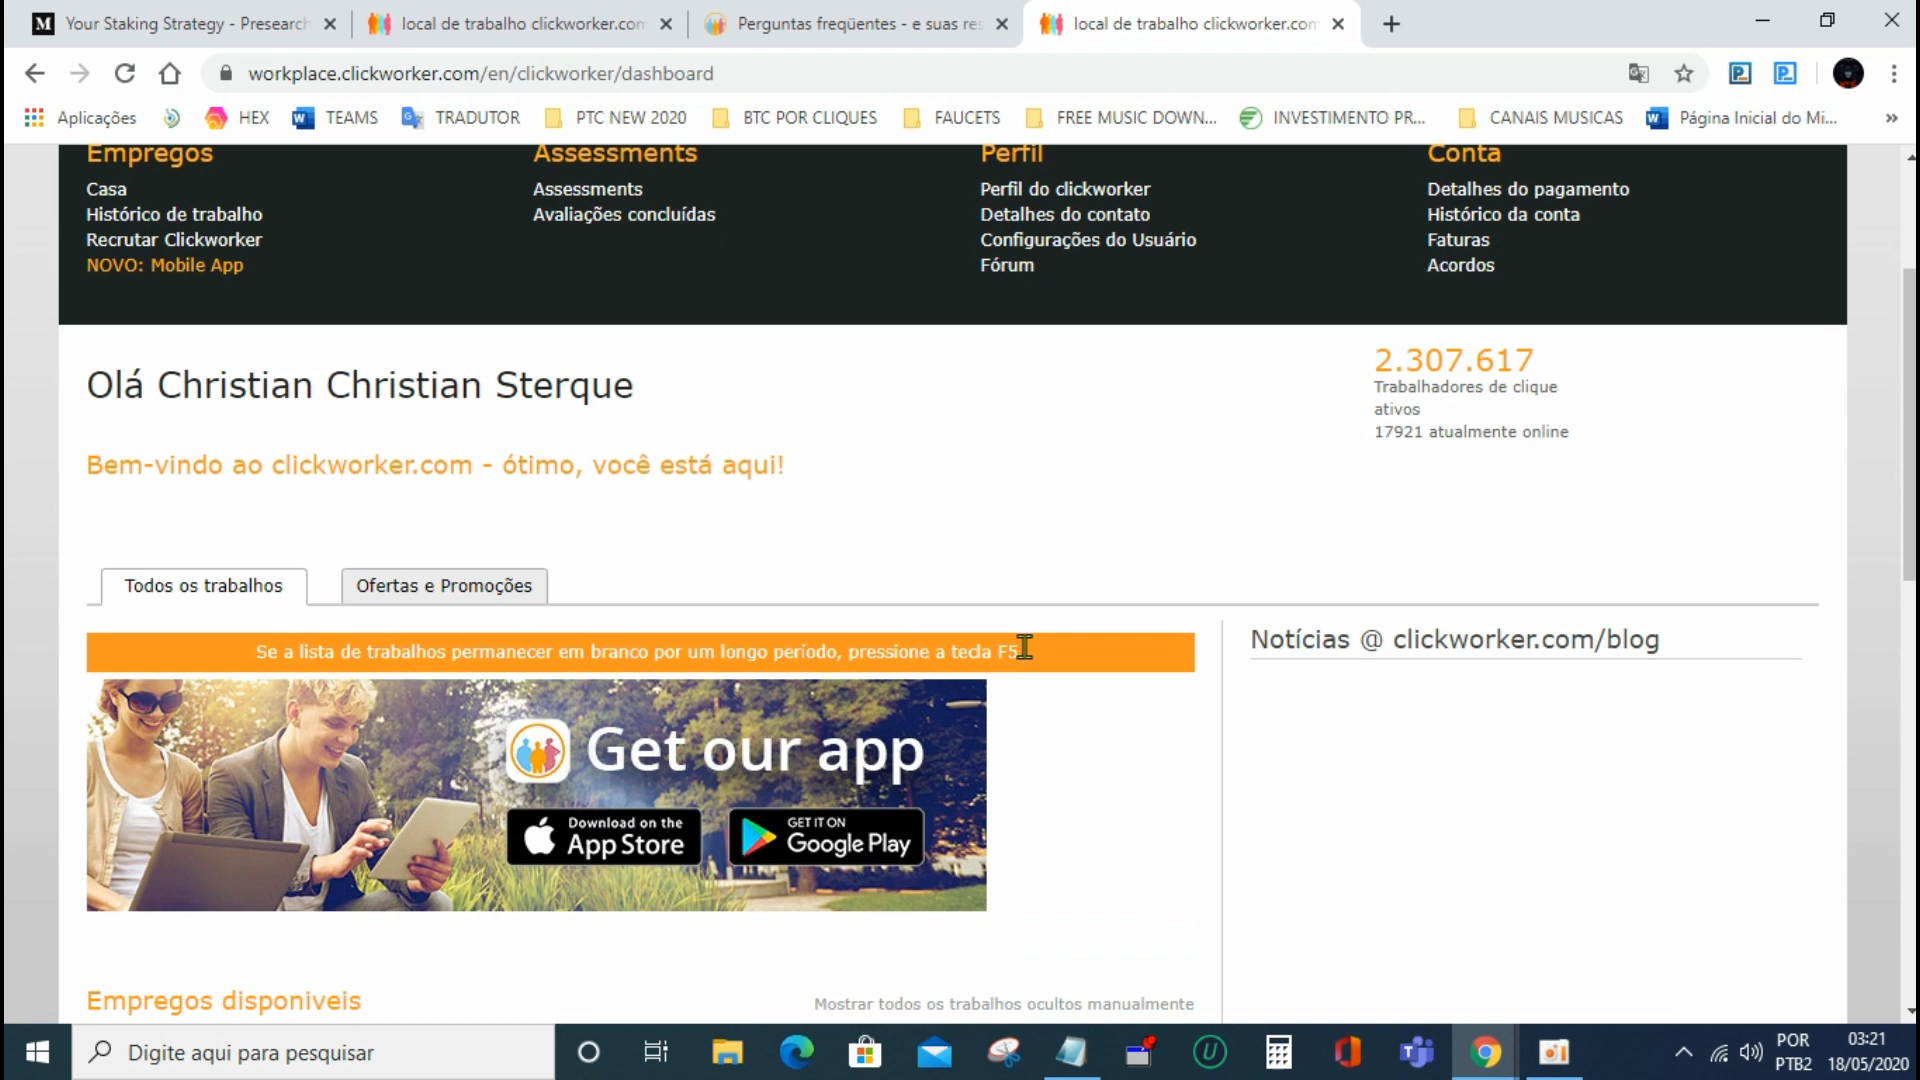 M Your Staking Strategy - Presearch
local de trabalho clickworker.com
Perguntas freqüentes - e suas res
local de trabalho clickworker.com
workplace.clickworker.com/en/clickworker/dashboard
Aplicações
HEX
TEAMS
TRADUTOR
PTC NEW 2020
BTC POR CLIQUES
FAUCETS
FREE MUSIC DOWN...
INVESTIMENTO PR...
CANAIS MUSICAS
Página Inicial do Mi...
Empregos
Casa
Histórico de trabalho
Recrutar Clickworker
NOVO: Mobile App
Assessments
Assessments
Avaliações concluídas
Perfil
Perfil do clickworker
Detalhes do contato
Configurações do Usuário
Fórum
Conta
Detalhes do pagamento
Histórico da conta
Faturas
Acordos
Olá Christian Christian Sterque
2.307.617
Trabalhadores de clique
ativos
17921 atualmente online
Bem-vindo ao clickworker.com - ótimo, você está aqui!
Todos os trabalhos
Ofertas e Promoções
Se a lista de trabalhos permanecer em branco por um longo período, pressione a tecla F5
Notícias @ clickworker.com/blog
Get our app
Download on the
App Store
GET IT ON
Google Play
Empregos disponiveis
Mostrar todos os trabalhos ocultos manualmente
Digite aqui para pesquisar
POR
PTB2
03:21
18/05/2020